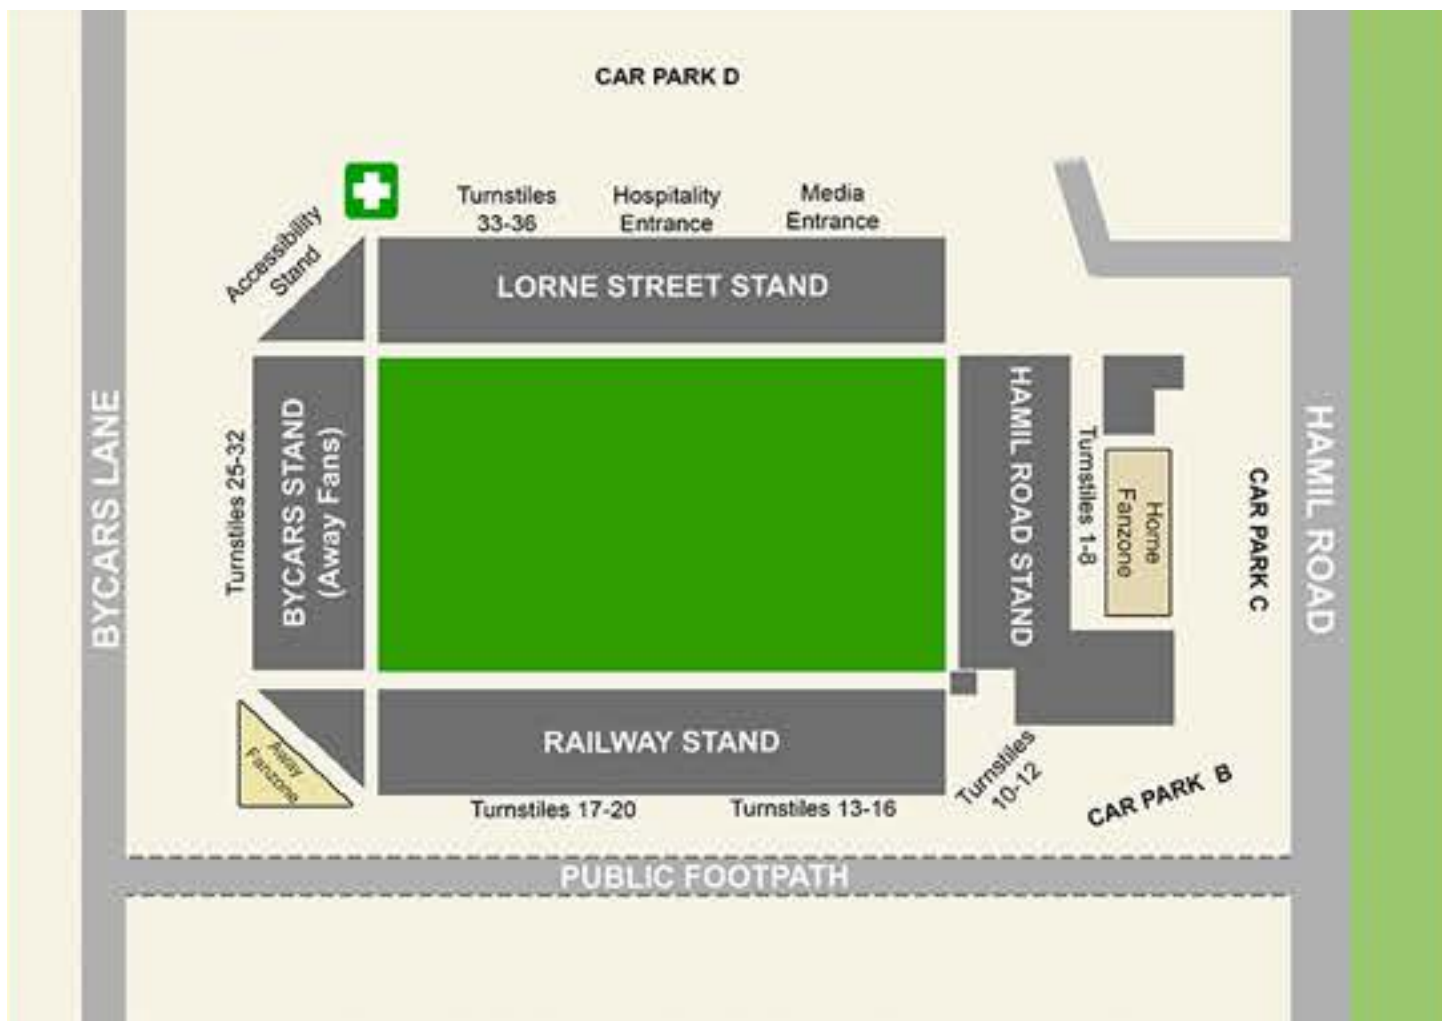 CAR PARK D
Turnstiles
33-36
Hospitality
Entrance
Media
Entrance
Accessibility
Stand
LORNE STREET STAND
BYCARS LANE
Turnstiles 25-32
BYCARS STAND
(Away Fans)
HAMIL ROAD STAND
Turnstiles 1-8
Home
Fanzone
CAR PARK C
HAMIL ROAD
Away
Fanzone
RAILWAY STAND
Turnstiles 17-20
Turnstiles 13-16
Turnstiles
10-12
CAR PARK B
PUBLIC FOOTPATH